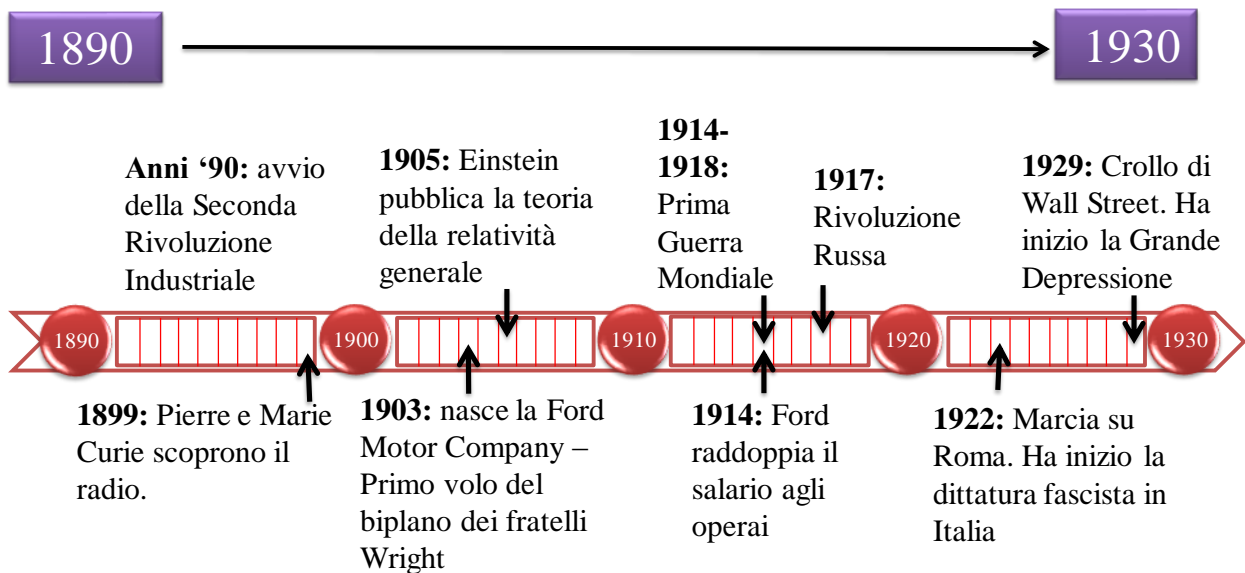 1890
1930
Anni ‘90: avvio
della Seconda
Rivoluzione
Industriale
1905: Einstein
pubblica la teoria
della relatività
generale
1914-
1918:
Prima
Guerra
Mondiale
1917:
Rivoluzione
Russa
1929: Crollo di
Wall Street. Ha
inizio la Grande
Depressione
1890
1900
1910
1920
1930
1899: Pierre e Marie
Curie scoprono il
radio.
1903: nasce la Ford
Motor Company –
Primo volo del
biplano dei fratelli
Wright
1914: Ford
raddoppia il
salario agli
operai
1922: Marcia su
Roma. Ha inizio la
dittatura fascista in
Italia